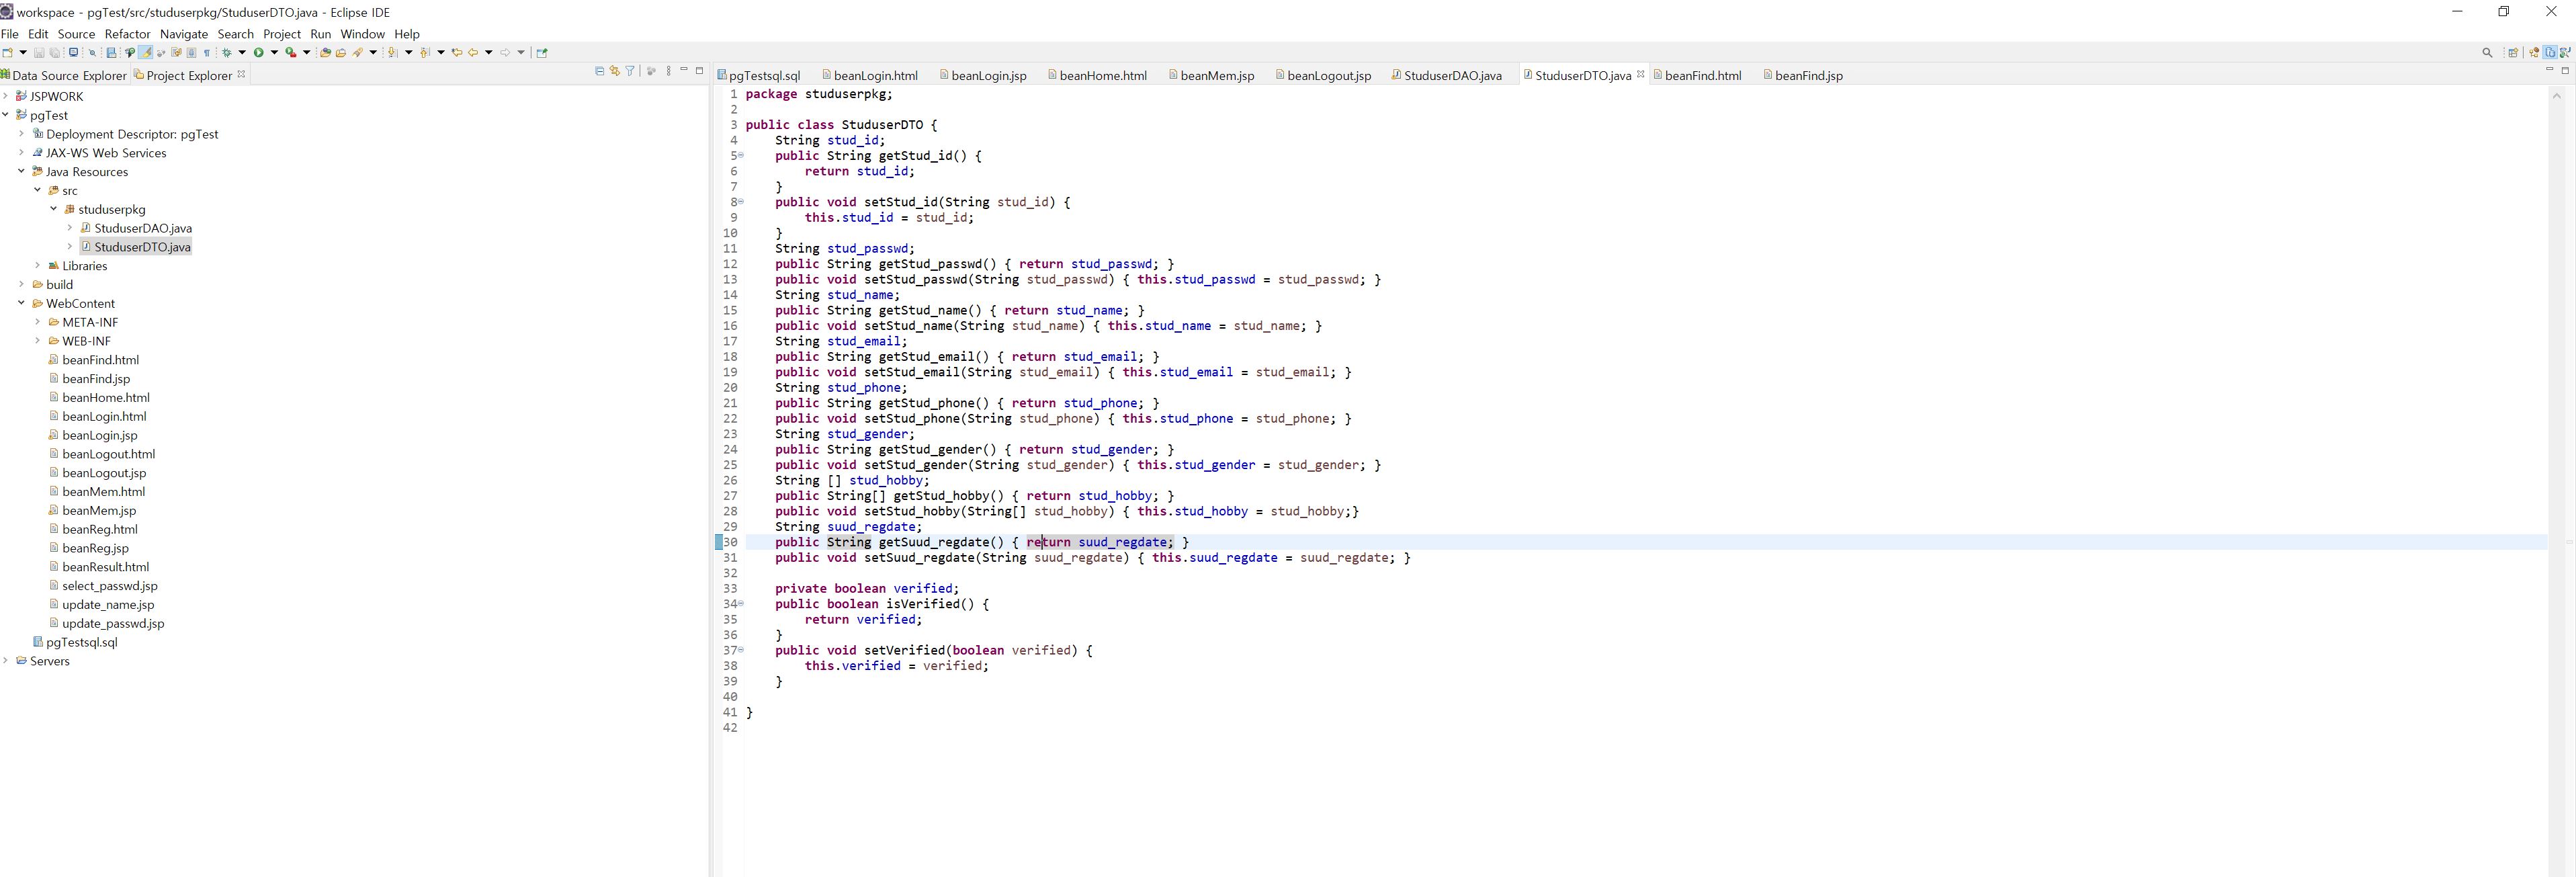 workspace - pgTest/src/studuserpkg/StuduserDTO.java - Eclipse IDE
File Edit Source Refactor Navigate Search Project Run Window Help
Data Source Explorer Project Explorer
JSPWORK
pgTest
Deployment Descriptor: pgTest
JAX-WS Web Services
Java Resources
src
studuserpkg
StuduserDAO.java
StuduserDTO.java
Libraries
build
WebContent
META-INF
WEB-INF
beanFind.html
beanFind.jsp
beanHome.html
beanLogin.html
beanLogin.jsp
beanLogout.html
beanLogout.jsp
beanMem.html
beanMem.jsp
beanReg.html
beanReg.jsp
beanResult.html
select_passwd.jsp
update_name.jsp
update_passwd.jsp
pgTestsql.sql
Servers
pgTestsql.sql beanLogin.html beanLogin.jsp beanHome.html beanMem.jsp beanLogout.jsp StuduserDAO.java StuduserDTO.java beanFind.html beanFind.jsp
1 package studuserpkg;
2
3 public class StuduserDTO {
4 String stud_id;
5 public String getStud_id() {
6 return stud_id;
7 }
8 public void setStud_id(String stud_id) {
9 this.stud_id = stud_id;
10 }
11 String stud_passwd;
12 public String getStud_passwd() { return stud_passwd; }
13 public void setStud_passwd(String stud_passwd) { this.stud_passwd = stud_passwd; }
14 String stud_name;
15 public String getStud_name() { return stud_name; }
16 public void setStud_name(String stud_name) { this.stud_name = stud_name; }
17 String stud_email;
18 public String getStud_email() { return stud_email; }
19 public void setStud_email(String stud_email) { this.stud_email = stud_email; }
20 String stud_phone;
21 public String getStud_phone() { return stud_phone; }
22 public void setStud_phone(String stud_phone) { this.stud_phone = stud_phone; }
23 String stud_gender;
24 public String getStud_gender() { return stud_gender; }
25 public void setStud_gender(String stud_gender) { this.stud_gender = stud_gender; }
26 String [] stud_hobby;
27 public String[] getStud_hobby() { return stud_hobby; }
28 public void setStud_hobby(String[] stud_hobby) { this.stud_hobby = stud_hobby;}
29 String suud_regdate;
30 public String getSuud_regdate() { return suud_regdate; }
31 public void setSuud_regdate(String suud_regdate) { this.suud_regdate = suud_regdate; }
32
33 private boolean verified;
34 public boolean isVerified() {
35 return verified;
36 }
37 public void setVerified(boolean verified) {
38 this.verified = verified;
39 }
40
41 }
42